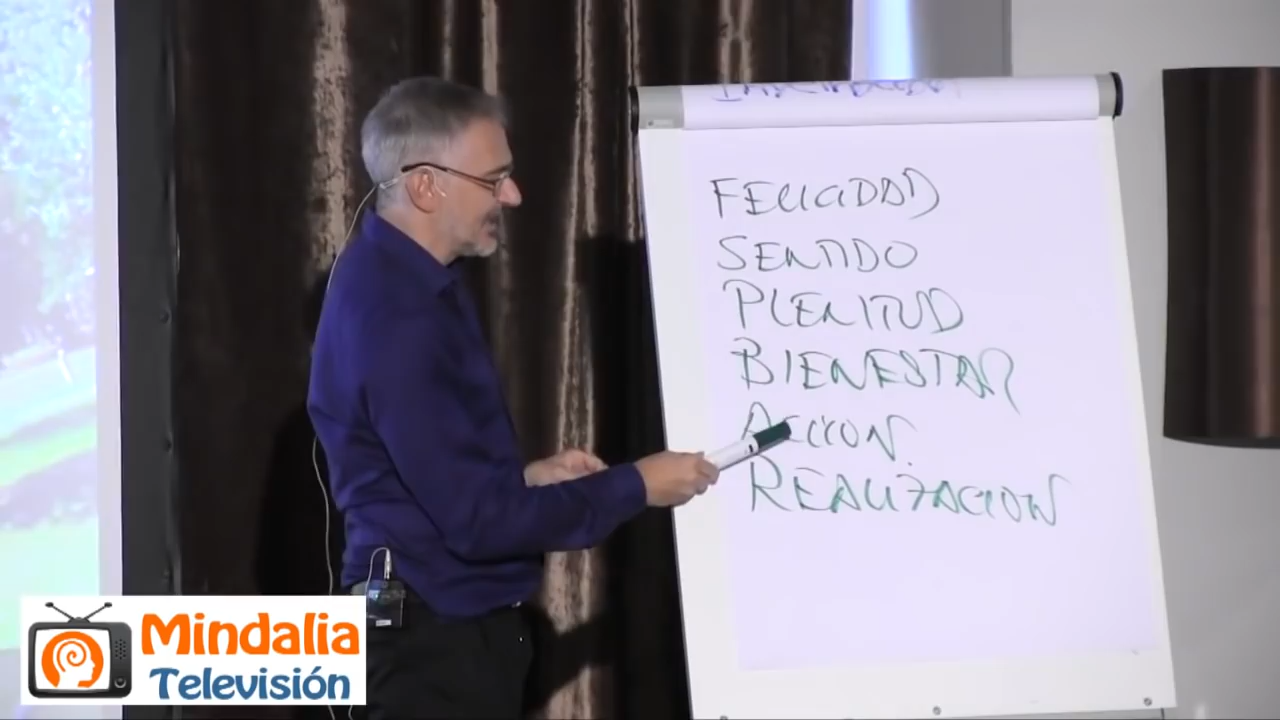 FELICIDAD
SENTIDO
PLENITUD
BIENESTAR
ACCION
REALIZACION
Mindalia
Televisión